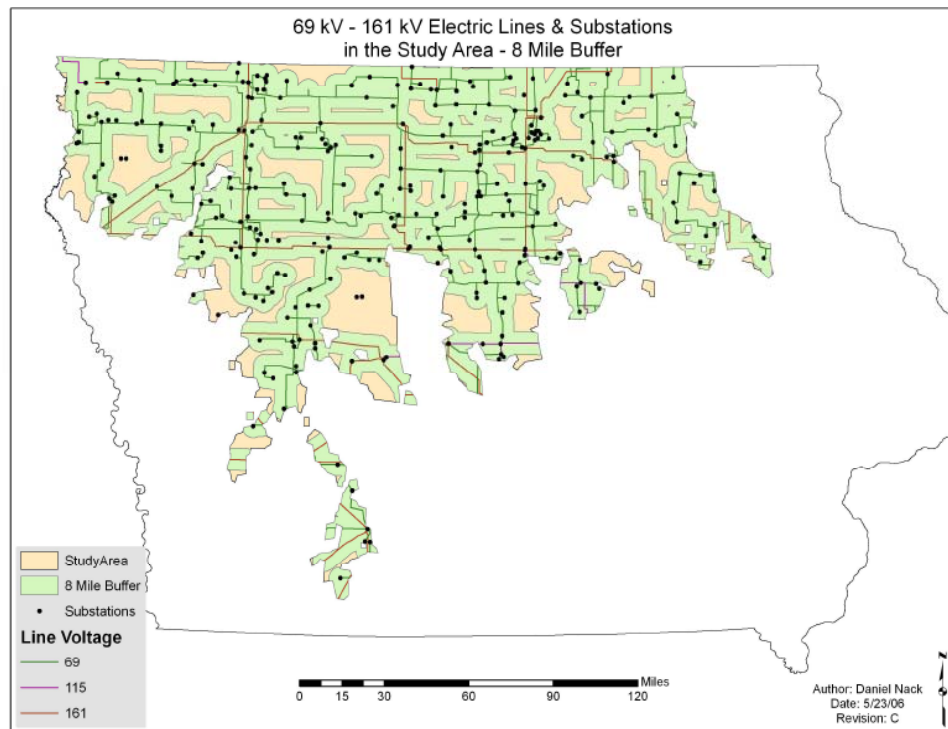 69 kV - 161 kV Electric Lines & Substations
in the Study Area - 8 Mile Buffer
StudyArea
8 Mile Buffer
Substations
Line Voltage
69
115
161
Miles
0 15 30 60 90 120
N
Author: Daniel Nack
Date: 5/23/06
Revision: C